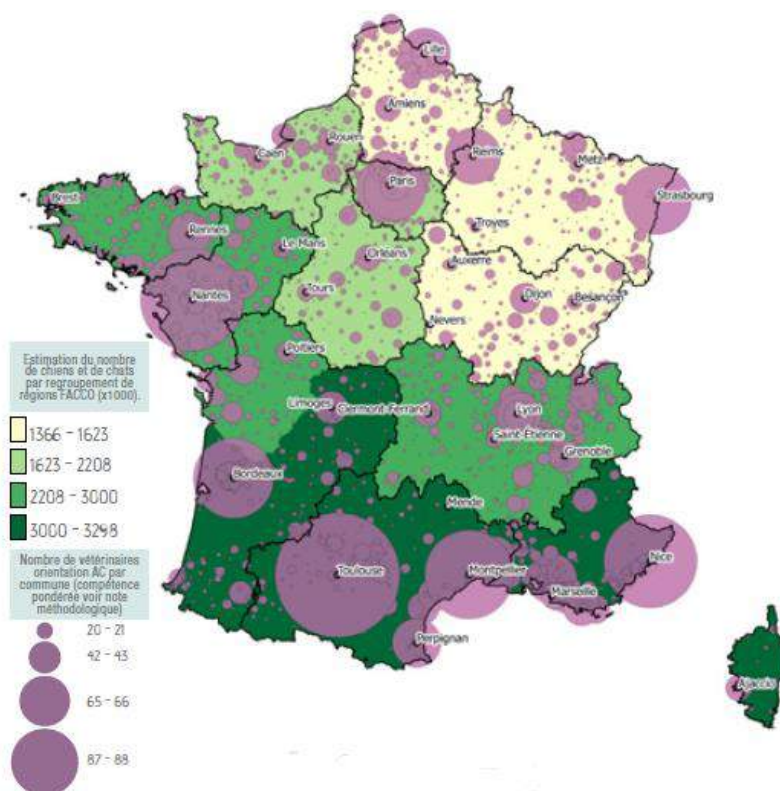 Lille
Amiens
Rouen
Caen
Reims
Metz
Paris
Strasbourg
Brest
Troyes
Rennes
Le Mans
Orléans
Auxerre
Tours
Dijon
Besançon
Nantes
Nevers
Poitiers
Limoges
Clermont-Ferrand
Lyon
Saint-Étienne
Grenoble
Bordeaux
Mende
Toulouse
Montpellier
Nice
Marseille
Perpignan
Ajaccio
Estimation du nombre
de chiens et de chats
par regroupement de
régions FACCO (x1000).
1366 - 1623
1623 - 2208
2208 - 3000
3000 - 3248
Nombre de vétérinaires
orientation AC par
commune (compétence
pondérée voir note
méthodologique)
20 - 21
42 - 43
65 - 66
87 - 88